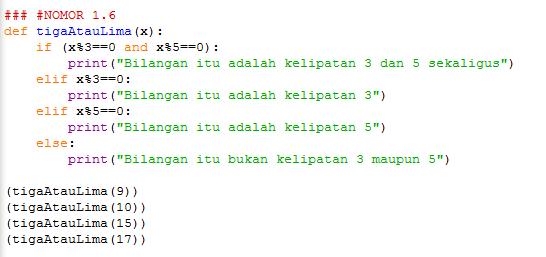 ### #NOMOR 1.6
def tigaAtauLima(x):
    if (x%3==0 and x%5==0):
        print("Bilangan itu adalah kelipatan 3 dan 5 sekaligus")
    elif x%3==0:
        print("Bilangan itu adalah kelipatan 3")
    elif x%5==0:
        print("Bilangan itu adalah kelipatan 5")
    else:
        print("Bilangan itu bukan kelipatan 3 maupun 5")
(tigaAtauLima(9))
(tigaAtauLima(10))
(tigaAtauLima(15))
(tigaAtauLima(17))